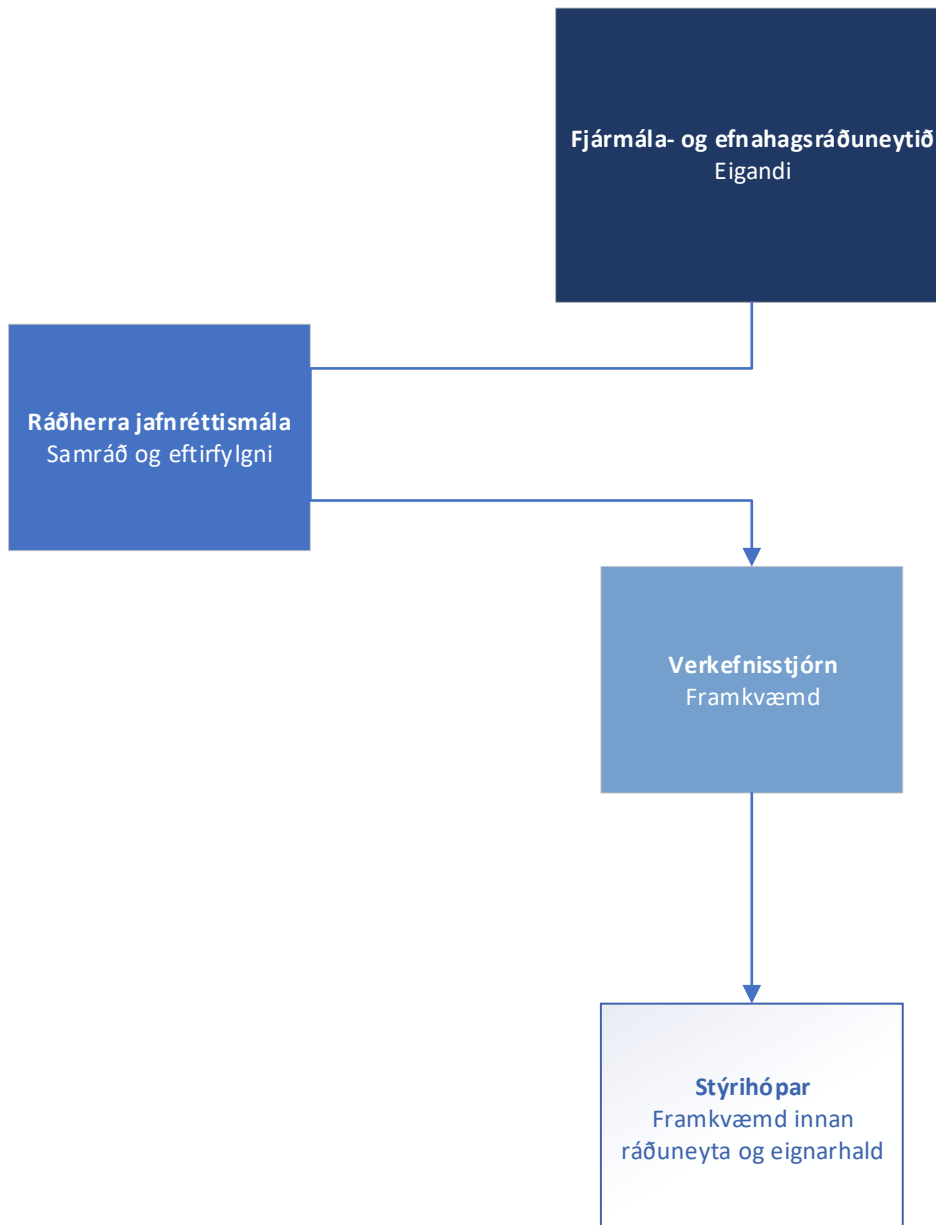 Fjármála- og efnahagsráðuneytið
Eigandi
Ráðherra jafnréttismála
Samráð og eftirfylgni
Verkefnisstjórn
Framkvæmd
Stýrihópar
Framkvæmd innan
ráðuneyta og eignarhald